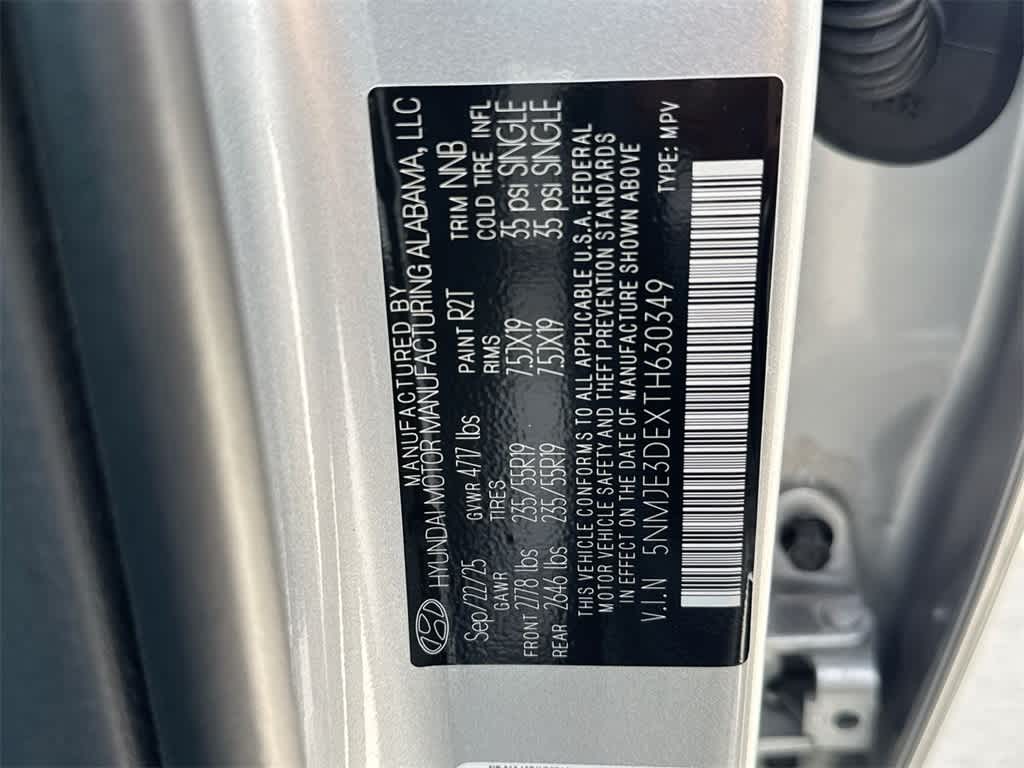 MANUFACTURED BY
HYUNDAI MOTOR MANUFACTURING ALABAMA, LLC
Sep/22/25 GVWR 4717 lbs PAINT R2T TRIM NNB
GAWR TIRES RIMS COLD TIRE INFL
FRONT 2778 lbs 235/55R19 7.5JX19 35 psi SINGLE
REAR 2646 lbs 235/55R19 7.5JX19 35 psi SINGLE
THIS VEHICLE CONFORMS TO ALL APPLICABLE U.S.A. FEDERAL
MOTOR VEHICLE SAFETY AND THEFT PREVENTION STANDARDS
IN EFFECT ON THE DATE OF MANUFACTURE SHOWN ABOVE
V.I.N 5NMJE3DEXTH630349 TYPE: MPV